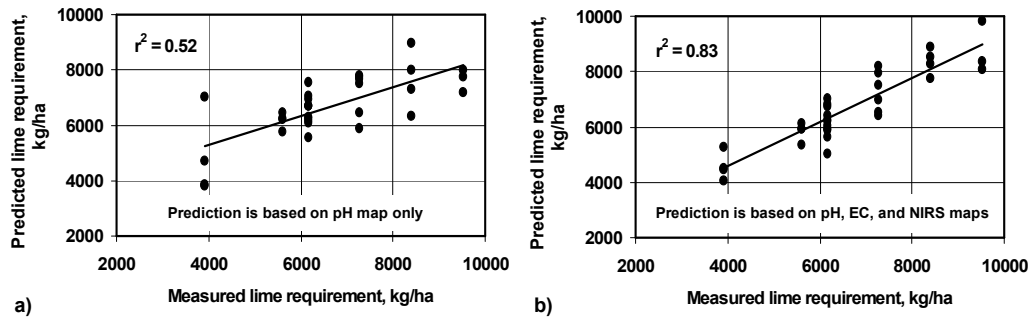 Predicted lime requirement,
kg/ha
10000
8000
6000
4000
2000
r² = 0.52
Prediction is based on pH map only
2000 4000 6000 8000 10000
a) Measured lime requirement, kg/ha
Predicted lime requirement,
kg/ha
10000
8000
6000
4000
2000
r² = 0.83
Prediction is based on pH, EC, and NIRS maps
2000 4000 6000 8000 10000
b) Measured lime requirement, kg/ha